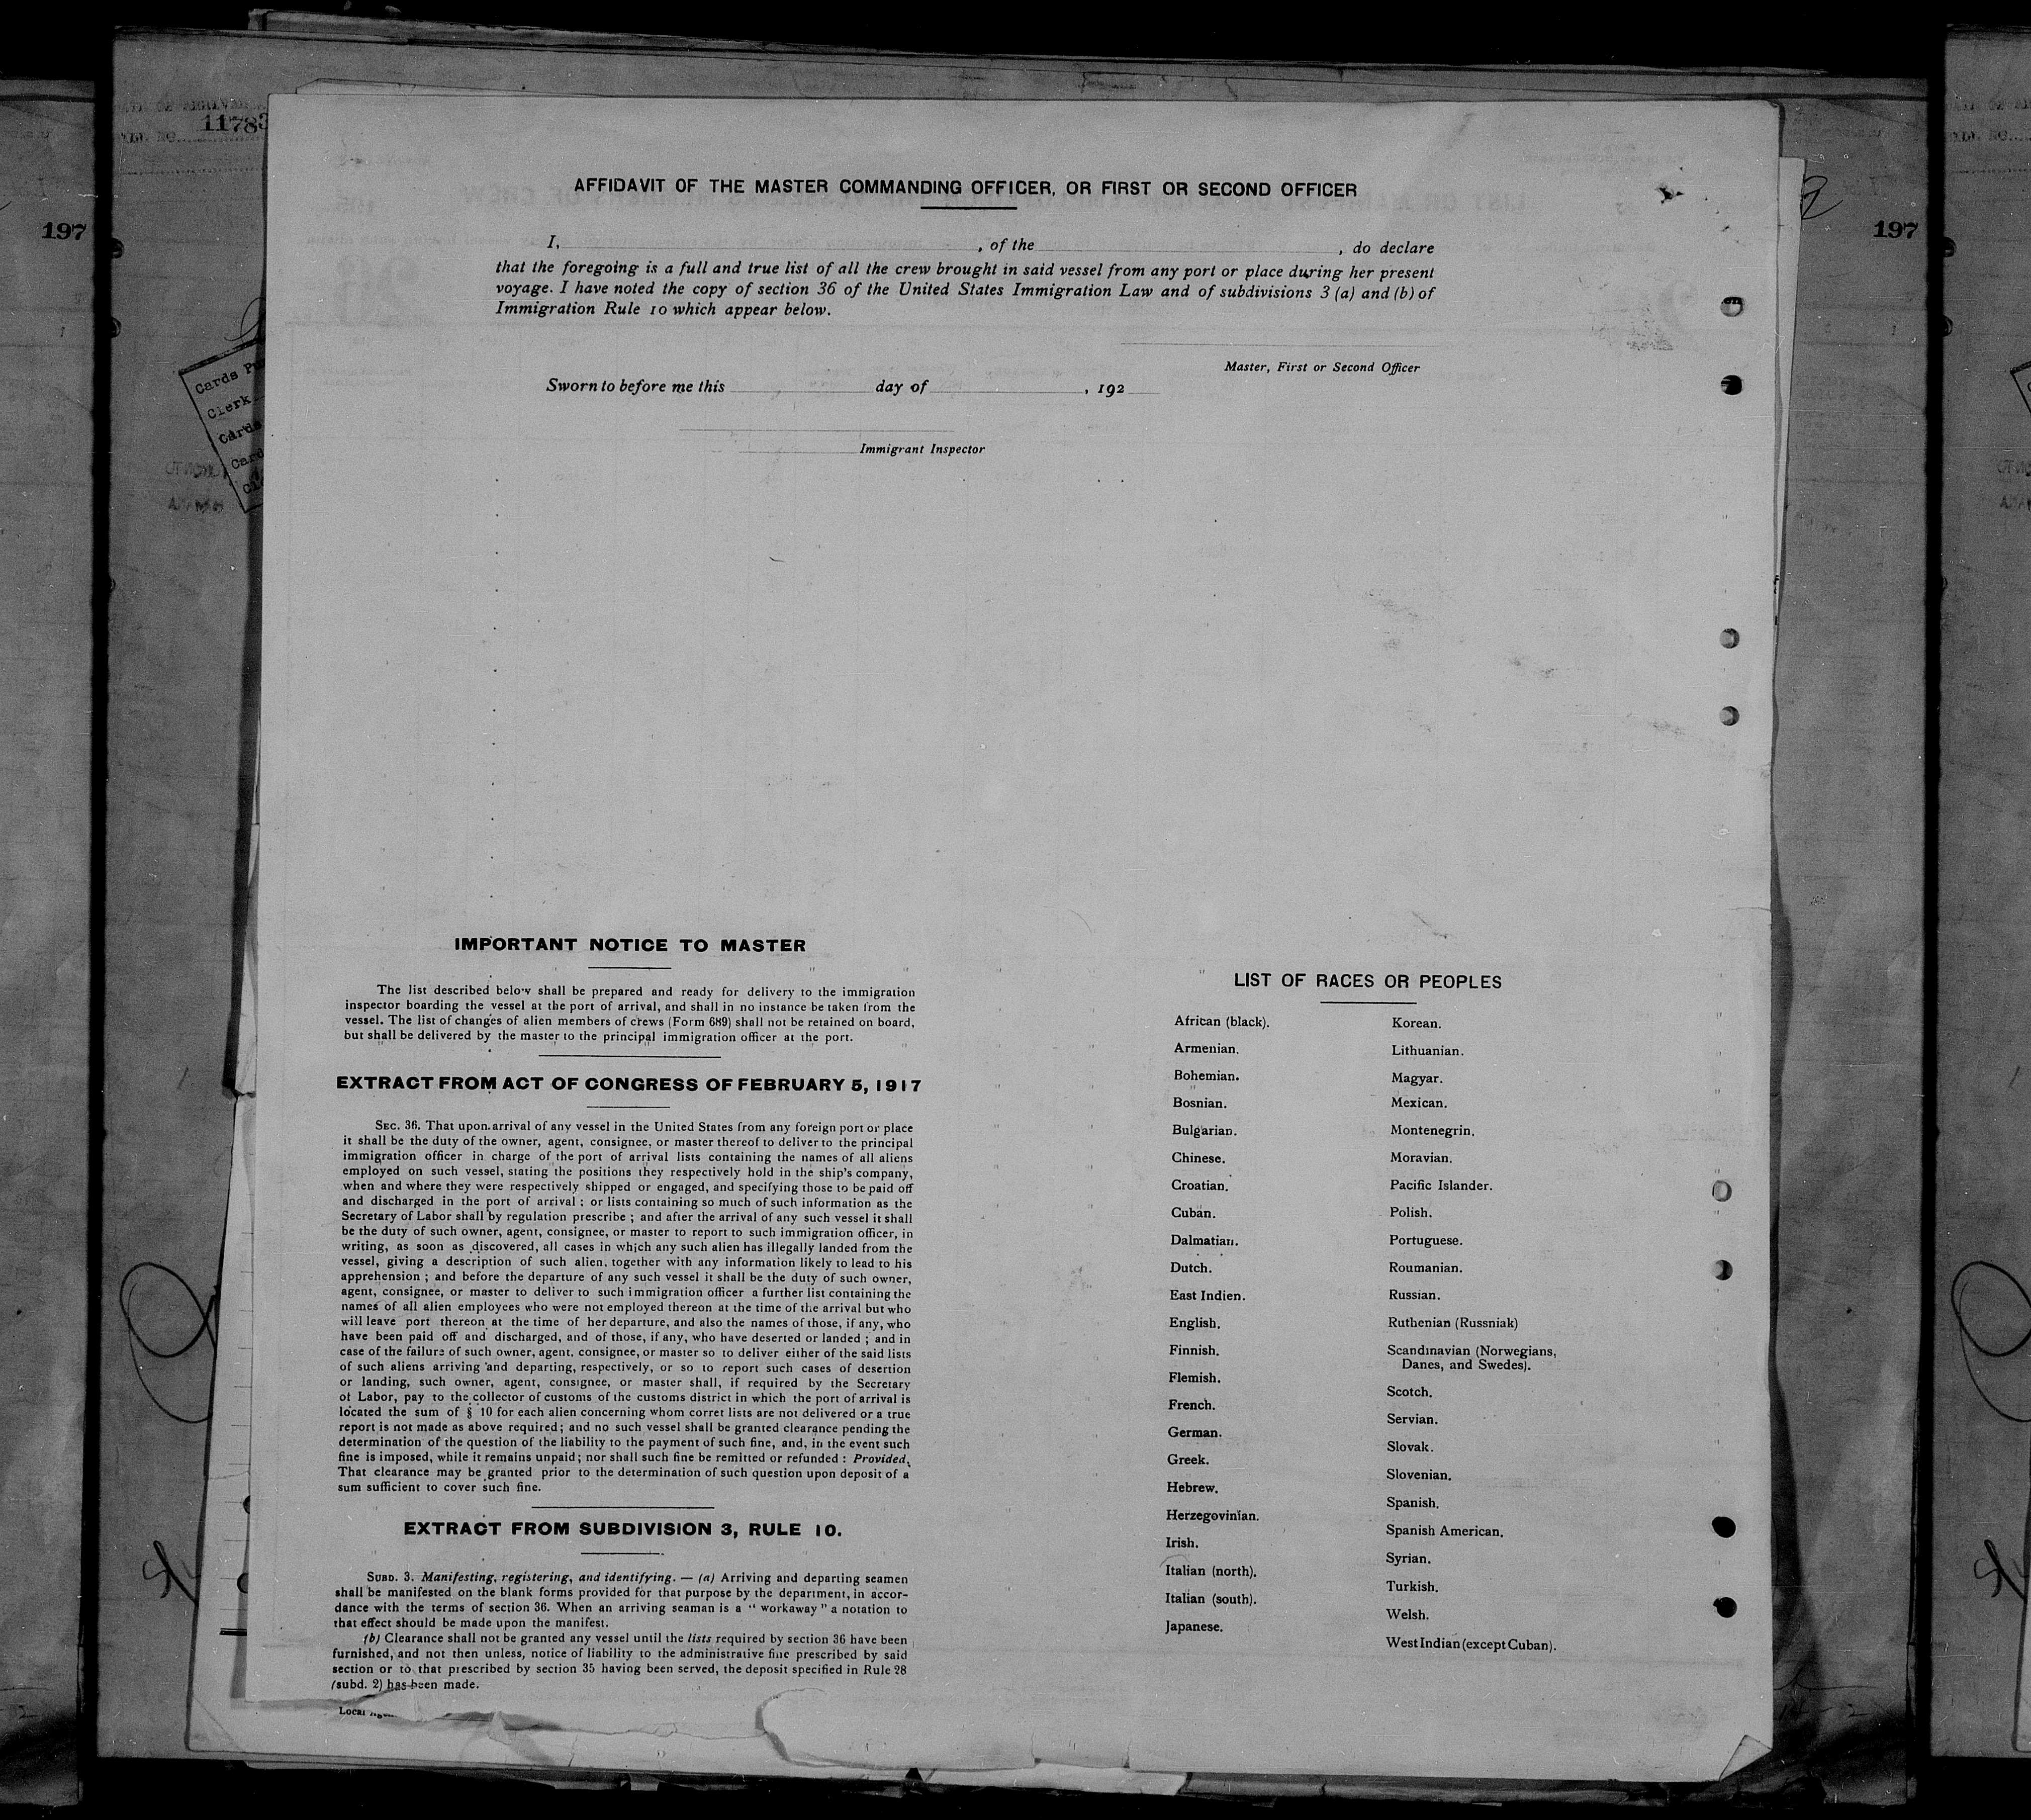 11783
197
197
Clerk
AFFIDAVIT OF THE MASTER COMMANDING OFFICER, OR FIRST OR SECOND OFFICER
I, , of the , do declare
that the foregoing is a full and true list of all the crew brought in said vessel from any port or place during her present
voyage. I have noted the copy of section 36 of the United States Immigration Law and of subdivisions 3 (a) and (b) of
Immigration Rule 10 which appear below.
Master, First or Second Officer
Sworn to before me this day of , 192
Immigrant Inspector
IMPORTANT NOTICE TO MASTER
The list described below shall be prepared and ready for delivery to the immigration
inspector boarding the vessel at the port of arrival, and shall in no instance be taken from the
vessel. The list of changes of alien members of crews (Form 689) shall not be retained on board,
but shall be delivered by the master to the principal immigration officer at the port.
EXTRACT FROM ACT OF CONGRESS OF FEBRUARY 5, 1917
SEC. 36. That upon arrival of any vessel in the United States from any foreign port or place
it shall be the duty of the owner, agent, consignee, or master thereof to deliver to the principal
immigration officer in charge of the port of arrival lists containing the names of all aliens
employed on such vessel, stating the positions they respectively hold in the ship's company,
when and where they were respectively shipped or engaged, and specifying those to be paid off
and discharged in the port of arrival ; or lists containing so much of such information as the
Secretary of Labor shall by regulation prescribe ; and after the arrival of any such vessel it shall
be the duty of such owner, agent, consignee, or master to report to such immigration officer, in
writing, as soon as discovered, all cases in which any such alien has illegally landed from the
vessel, giving a description of such alien, together with any information likely to lead to his
apprehension ; and before the departure of any such vessel it shall be the duty of such owner,
agent, consignee, or master to deliver to such immigration officer a further list containing the
names of all alien employees who were not employed thereon at the time of the arrival but who
will leave port thereon at the time of her departure, and also the names of those, if any, who
have been paid off and discharged, and of those, if any, who have deserted or landed ; and in
case of the failure of such owner, agent, consignee, or master so to deliver either of the said lists
of such aliens arriving and departing, respectively, or so to report such cases of desertion
or landing, such owner, agent, consignee, or master shall, if required by the Secretary
of Labor, pay to the collector of customs of the customs district in which the port of arrival is
located the sum of § 10 for each alien concerning whom corret lists are not delivered or a true
report is not made as above required; and no such vessel shall be granted clearance pending the
determination of the question of the liability to the payment of such fine, and, in the event such
fine is imposed, while it remains unpaid; nor shall such fine be remitted or refunded : Provided,
That clearance may be granted prior to the determination of such question upon deposit of a
sum sufficient to cover such fine.
EXTRACT FROM SUBDIVISION 3, RULE 10.
SUBD. 3. Manifesting, registering, and identifying. — (a) Arriving and departing seamen
shall be manifested on the blank forms provided for that purpose by the department, in accor-
dance with the terms of section 36. When an arriving seaman is a " workaway " a notation to
that effect should be made upon the manifest.
(b) Clearance shall not be granted any vessel until the lists required by section 36 have been
furnished, and not then unless, notice of liability to the administrative fine prescribed by said
section or to that prescribed by section 35 having been served, the deposit specified in Rule 28
(subd. 2) has been made.
Local
LIST OF RACES OR PEOPLES
African (black).
Armenian.
Bohemian.
Bosnian.
Bulgarian.
Chinese.
Croatian.
Cuban.
Dalmatian.
Dutch.
East Indien.
English.
Finnish.
Flemish.
French.
German.
Greek.
Hebrew.
Herzegovinian.
Irish.
Italian (north).
Italian (south).
Japanese.
Korean.
Lithuanian.
Magyar.
Mexican.
Montenegrin.
Moravian.
Pacific Islander.
Polish.
Portuguese.
Roumanian.
Russian.
Ruthenian (Russniak)
Scandinavian (Norwegians,
Danes, and Swedes).
Scotch.
Servian.
Slovak.
Slovenian.
Spanish.
Spanish American.
Syrian.
Turkish.
Welsh.
West Indian (except Cuban).